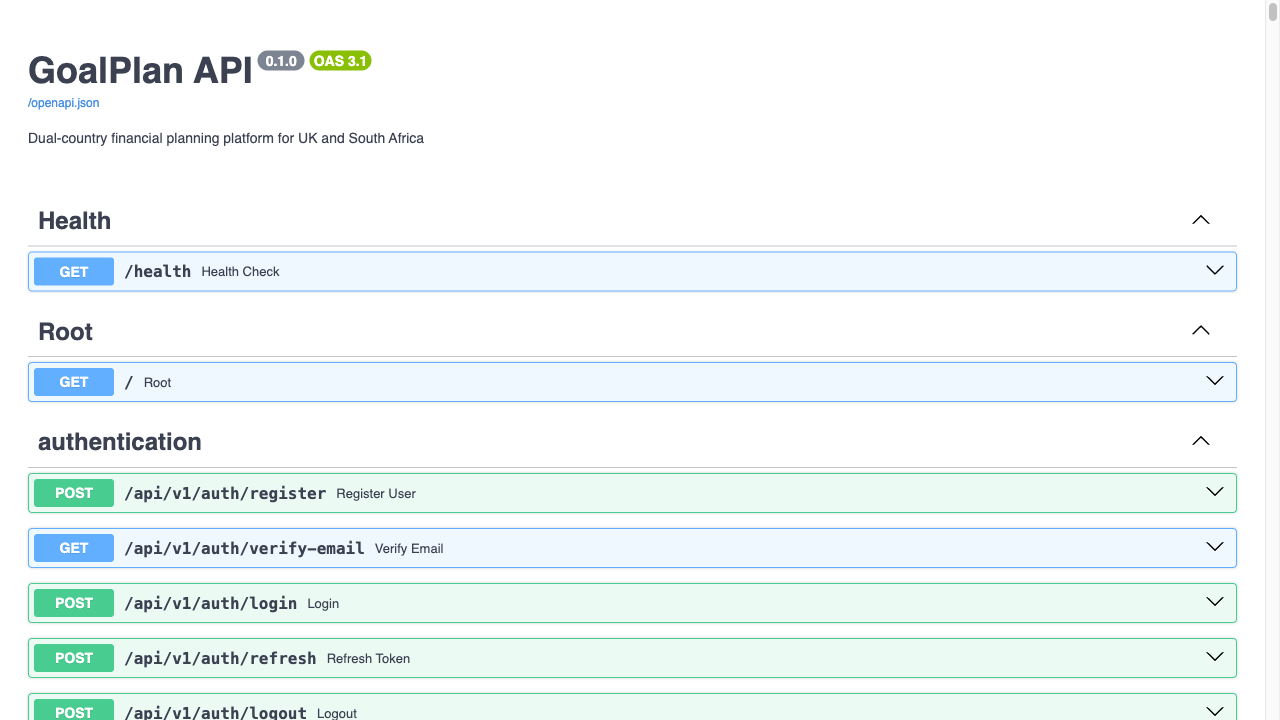 GoalPlan API 0.1.0 OAS 3.1
/openapi.json
Dual-country financial planning platform for UK and South Africa
Health
GET /health Health Check
Root
GET / Root
authentication
POST /api/v1/auth/register Register User
GET /api/v1/auth/verify-email Verify Email
POST /api/v1/auth/login Login
POST /api/v1/auth/refresh Refresh Token
POST /api/v1/auth/logout Logout